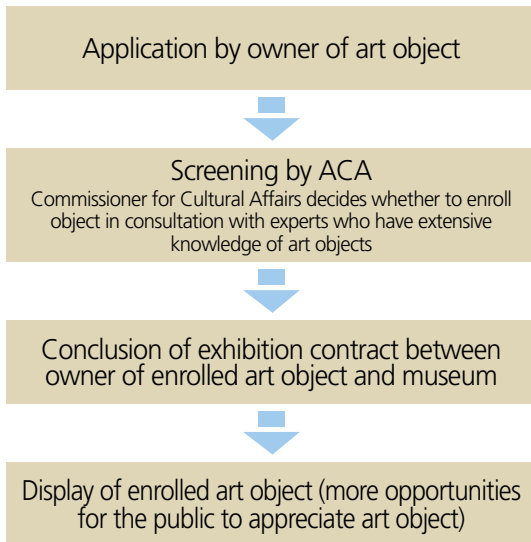 Application by owner of art object
Screening by ACA
Commissioner for Cultural Affairs decides whether to enroll
object in consultation with experts who have extensive
knowledge of art objects
Conclusion of exhibition contract between
owner of enrolled art object and museum
Display of enrolled art object (more opportunities
for the public to appreciate art object)